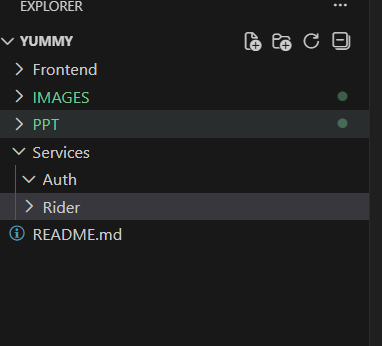 EXPLORER
YUMMY
Frontend
IMAGES
PPT
Services
Auth
Rider
README.md